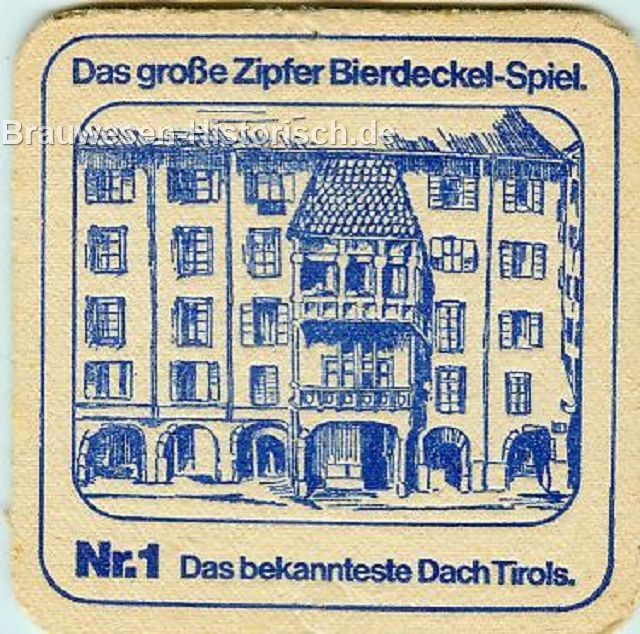 Das große Zipfer Bierdeckel-Spiel.
Brauwesen-Historisch.de
Nr.1 Das bekannteste Dach Tirols.